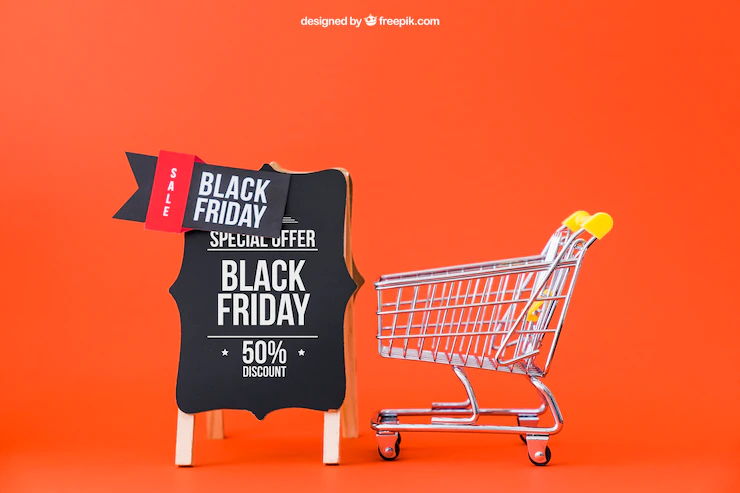 designed by freepik.com
SALE
BLACK
FRIDAY
SPECIAL OFFER
BLACK
FRIDAY
50%
DISCOUNT